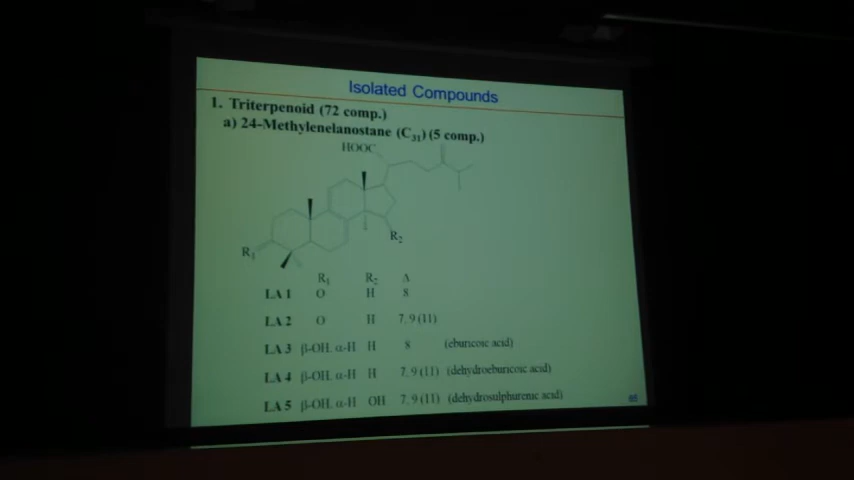 Isolated Compounds
1. Triterpenoid (72 comp.)
a) 24-Methylenelanostane (C31) (5 comp.)
HOOC
R2
R1
R1 R2 Δ
LA 1 O H 8
LA 2 O H 7, 9 (11)
LA 3 β-OH, α-H H 8 (eburicoic acid)
LA 4 β-OH, α-H H 7, 9 (11) (dehydroeburicoic acid)
LA 5 β-OH, α-H OH 7, 9 (11) (dehydrosulphurenic acid)